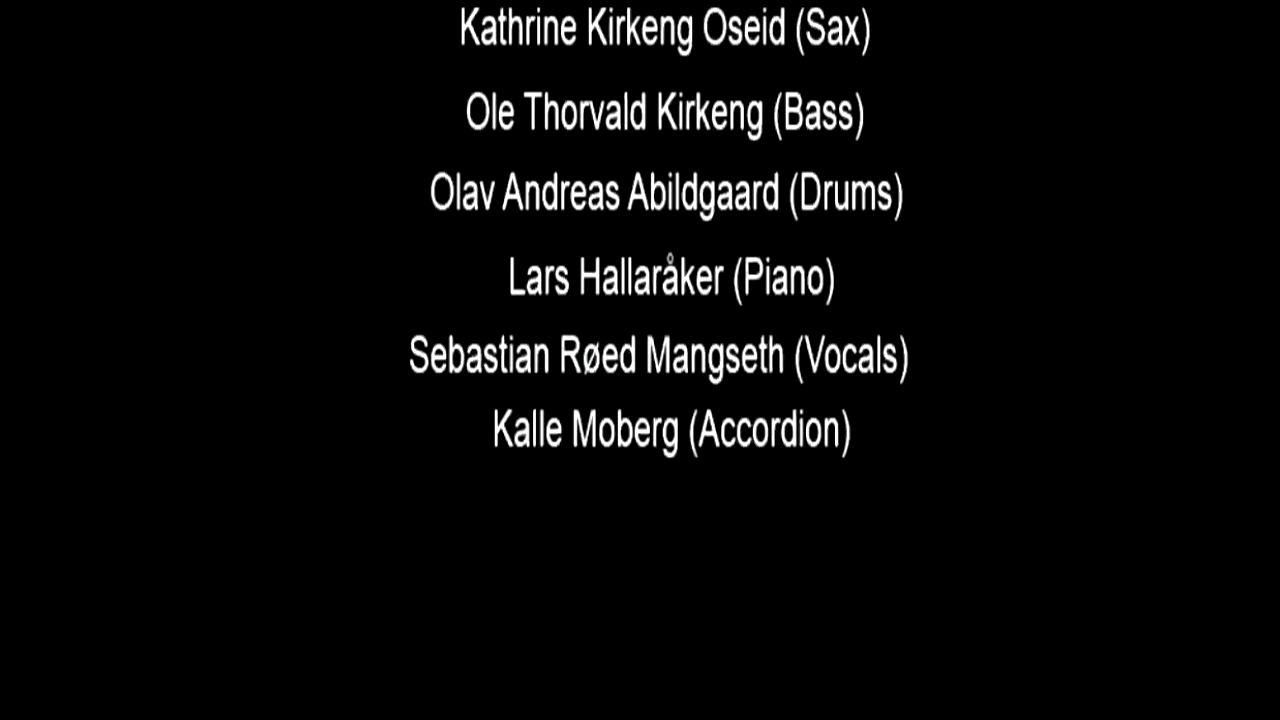 Kathrine Kirkeng Oseid (Sax)
Ole Thorvald Kirkeng (Bass)
Olav Andreas Abildgaard (Drums)
Lars Hallaråker (Piano)
Sebastian Røed Mangseth (Vocals)
Kalle Moberg (Accordion)